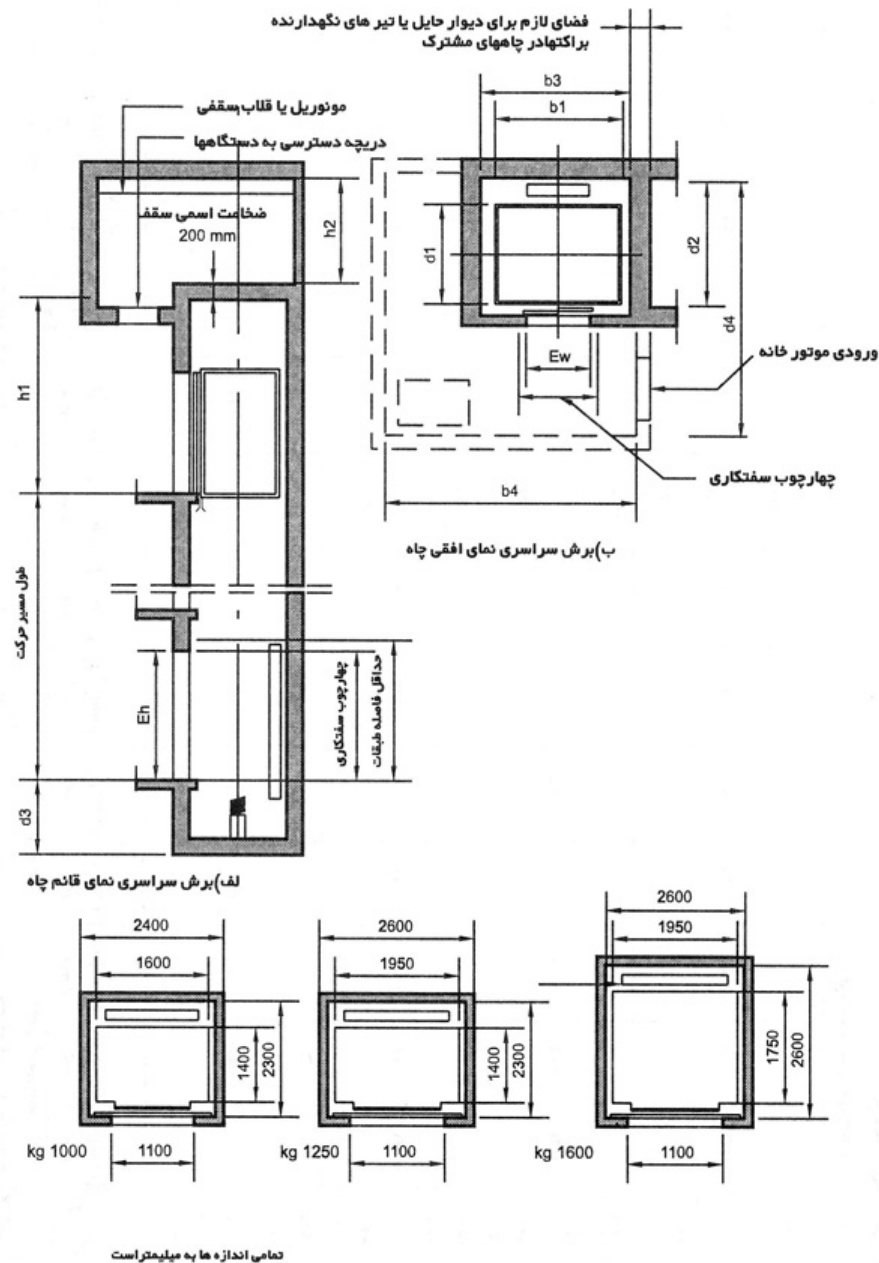 فضای لازم برای دیوار حایل یا تیر های نگهدارنده
براکتهادر چاههای مشترک
b3
b1
مونوریل یا قلاب سقفی
دریچه دسترسی به دستگاهها
ضخامت اسمی سقف
200 mm
h2
d1
d2
d4
h1
Ew
ورودی موتور خانه
چهارچوب سفتکاری
b4
ب)برش سراسری نمای افقی چاه
طول مسیر حرکت
Eh
چهارچوب سفتکاری
حداقل فاصله طبقات
d3
لف)برش سراسری نمای قائم چاه
2400
1600
1400
2300
kg 1000
1100
2600
1950
1400
2300
kg 1250
1100
2600
1950
1750
2600
kg 1600
1100
تمامی اندازه ها به میلیمتراست